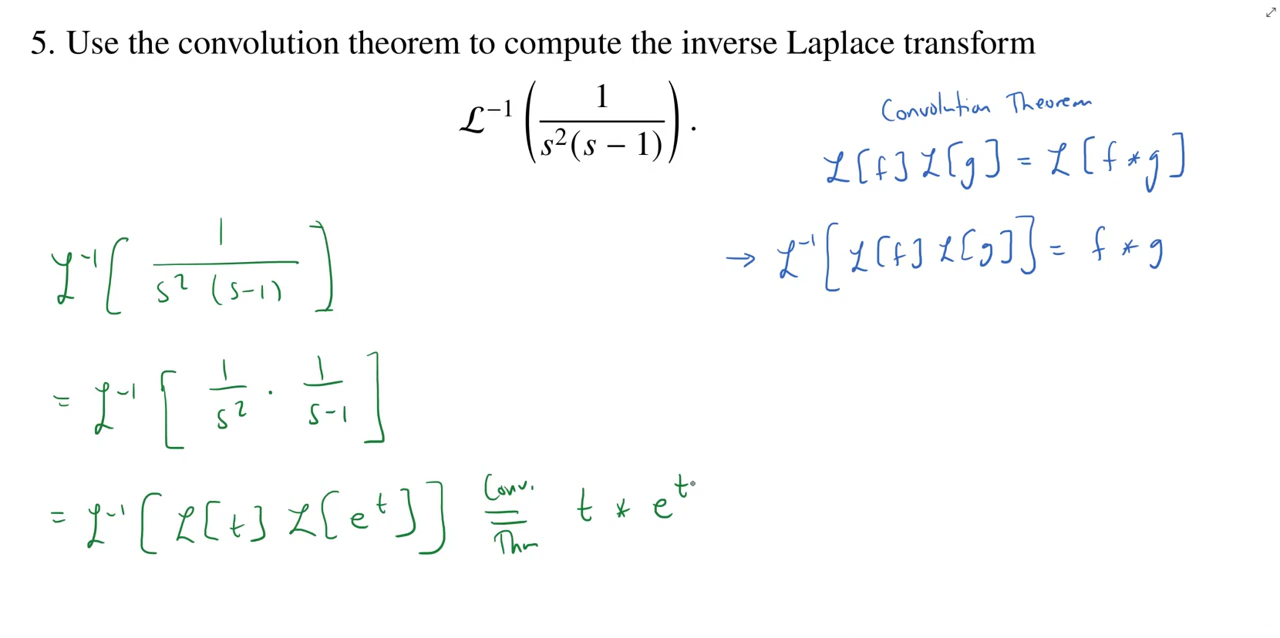 5. Use the convolution theorem to compute the inverse Laplace transform
ℒ⁻¹(1/(s²(s − 1))).
Convolution Theorem
ℒ[f] ℒ[g] = ℒ[f * g]
→ ℒ⁻¹[ℒ[f] ℒ[g]] = f * g
ℒ⁻¹[1/(s² (s-1))]
= ℒ⁻¹[1/s² · 1/(s-1)]
= ℒ⁻¹[ℒ[t] ℒ[eᵗ]] Conv. = Thm t * eᵗ